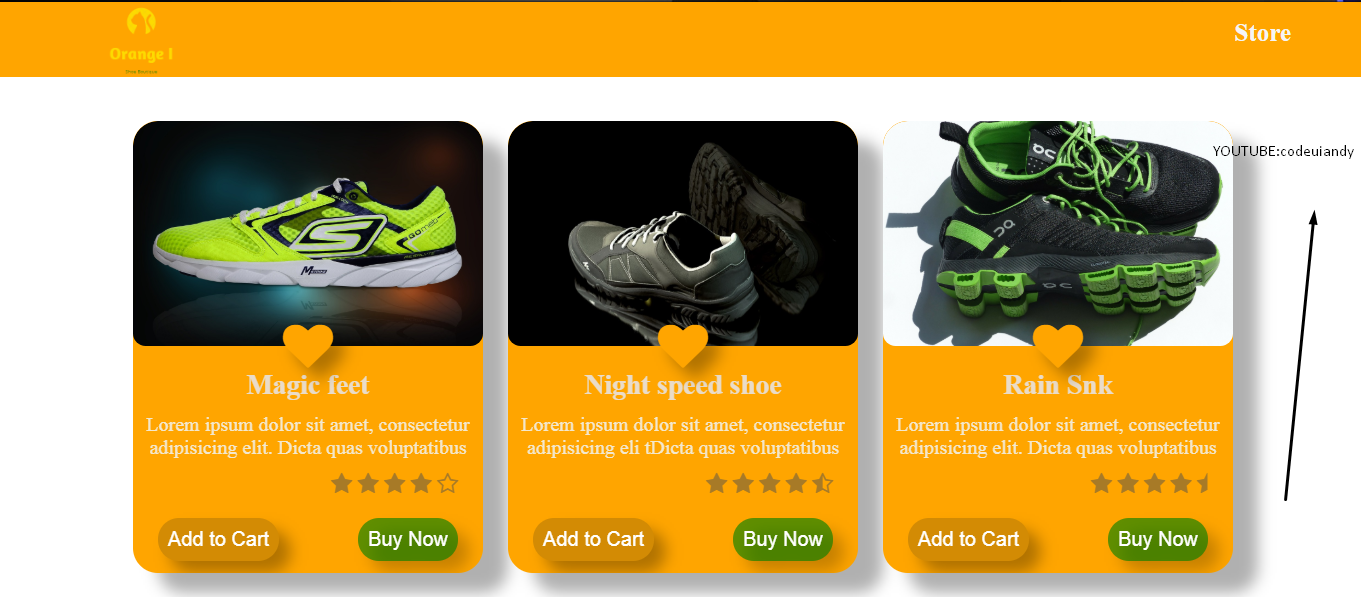 Orange I
Store
YOUTUBE:codeuiandy
Magic feet
Lorem ipsum dolor sit amet, consectetur
adipisicing elit. Dicta quas voluptatibus
Add to Cart
Buy Now
Night speed shoe
Lorem ipsum dolor sit amet, consectetur
adipisicing eli tDicta quas voluptatibus
Add to Cart
Buy Now
Rain Snk
Lorem ipsum dolor sit amet, consectetur
adipisicing elit. Dicta quas voluptatibus
Add to Cart
Buy Now